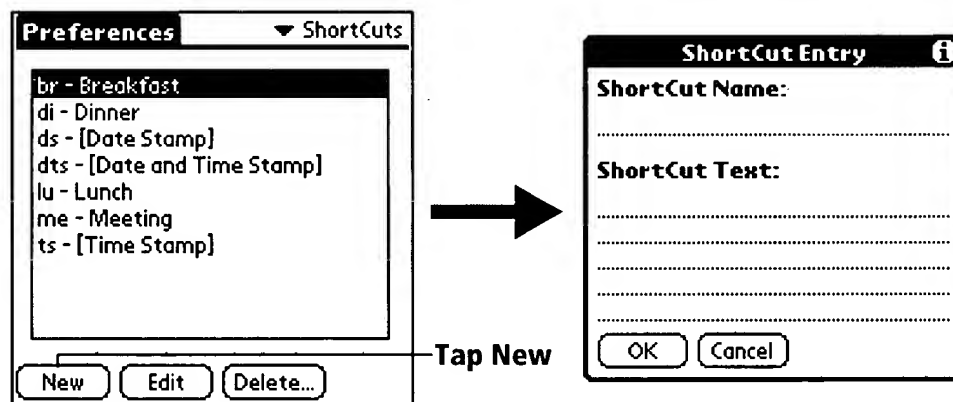 Preferences
ShortCuts
br - Breakfast
di - Dinner
ds - [Date Stamp]
dts - [Date and Time Stamp]
lu - Lunch
me - Meeting
ts - [Time Stamp]
New
Edit
Delete...
Tap New
ShortCut Entry
i
ShortCut Name:
ShortCut Text:
OK
Cancel